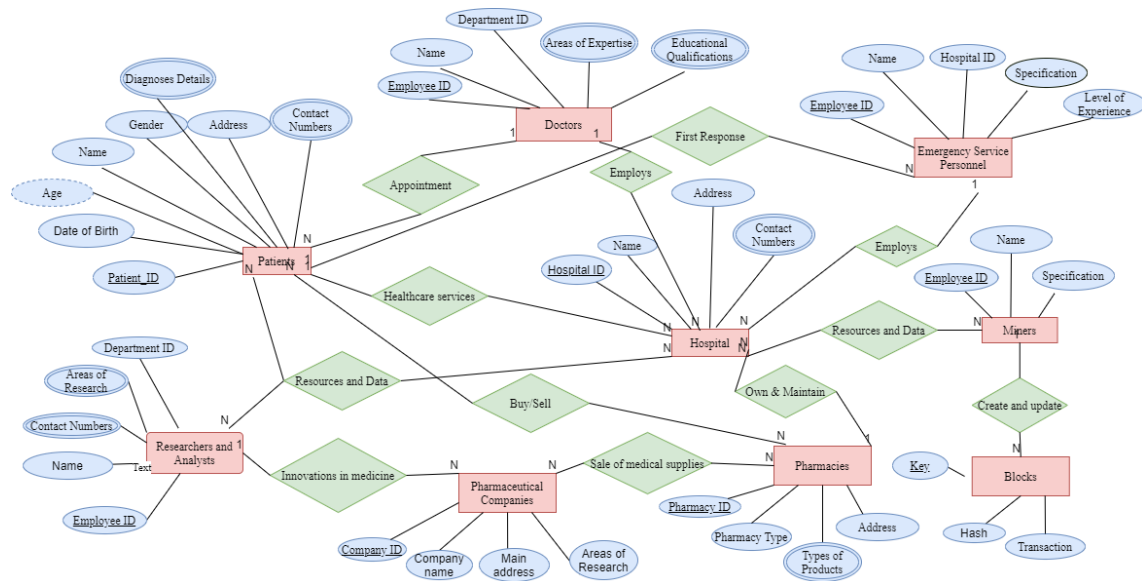 Department ID
Name
Areas of Expertise
Educational
Qualifications
Employee ID
Doctors
1
1
Name
Hospital ID
Specification
Employee ID
Level of
Experience
Emergency Service
Personnel
N
1
Diagnoses Details
Gender
Address
Contact
Numbers
Name
Age
Date of Birth
Patient_ID
Patients
N
N
N
1
First Response
Appointment
Employs
Employs
Healthcare services
Address
Name
Contact
Numbers
Hospital ID
Hospital
N
N
N
N
N
N
Name
Employee ID
Specification
Miners
N
1
Resources and Data
Create and update
N
Blocks
Key
Hash
Transaction
Department ID
Areas of
Research
Contact Numbers
Name
Text
Employee ID
Researchers and
Analysts
N
1
Resources and Data
Buy/Sell
Own & Maintain
Innovations in medicine
Sale of medical supplies
N
N
Pharmaceutical
Companies
Company ID
Company
name
Main
address
Areas of
Research
N
N
1
Pharmacies
Pharmacy ID
Pharmacy Type
Types of
Products
Address